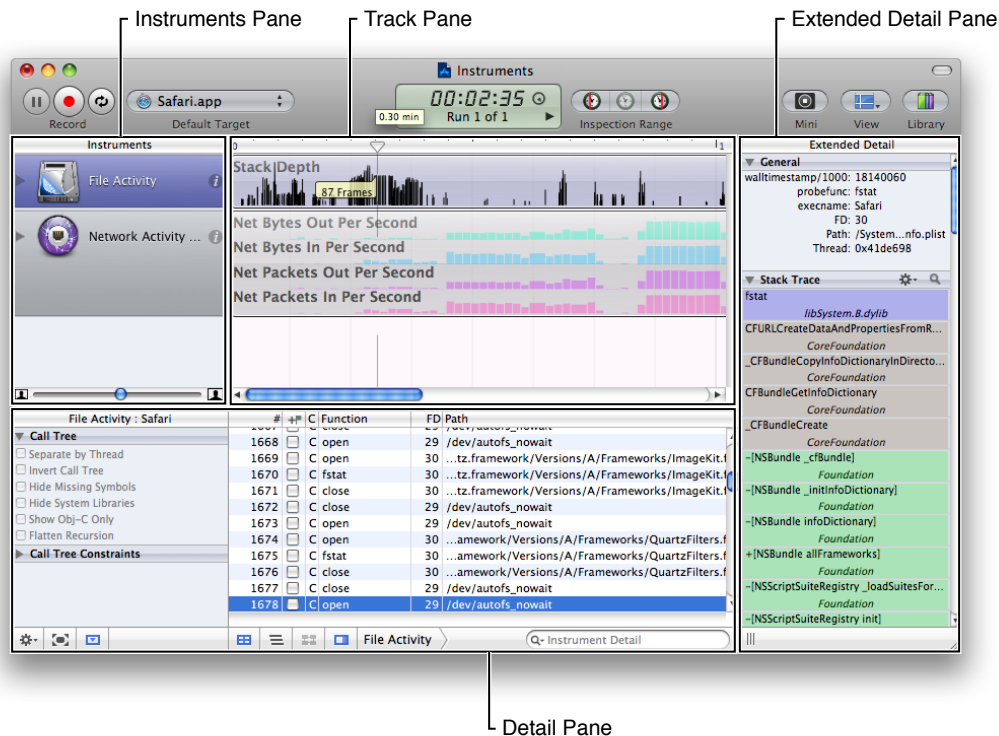 Instruments Pane
Track Pane
Extended Detail Pane
Instruments
Safari.app
00:02:35
Run 1 of 1
0.30 min
Record
Default Target
Inspection Range
Mini
View
Library
Instruments
File Activity
Network Activity ...
0
1
Stack Depth
87 Frames
Net Bytes Out Per Second
Net Bytes In Per Second
Net Packets Out Per Second
Net Packets In Per Second
Extended Detail
General
walltimestamp/1000: 18140060
probefunc: fstat
execname: Safari
FD: 30
Path: /System...nfo.plist
Thread: 0x41de698
Stack Trace
fstat
libSystem.B.dylib
CFURLCreateDataAndPropertiesFromR...
CoreFoundation
_CFBundleCopyInfoDictionaryInDirecto...
CoreFoundation
CFBundleGetInfoDictionary
CoreFoundation
_CFBundleCreate
CoreFoundation
-[NSBundle _cfBundle]
Foundation
-[NSBundle _initInfoDictionary]
Foundation
-[NSBundle infoDictionary]
Foundation
+[NSBundle allFrameworks]
Foundation
-[NSScriptSuiteRegistry _loadSuitesFor...
Foundation
-[NSScriptSuiteRegistry init]
File Activity : Safari
Call Tree
Separate by Thread
Invert Call Tree
Hide Missing Symbols
Hide System Libraries
Show Obj-C Only
Flatten Recursion
Call Tree Constraints
# C Function FD Path
1667 C close 29 /dev/autofs_nowait
1668 C open 29 /dev/autofs_nowait
1669 C open 30 ...tz.framework/Versions/A/Frameworks/ImageKit.f
1670 C fstat 30 ...tz.framework/Versions/A/Frameworks/ImageKit.f
1671 C close 30 ...tz.framework/Versions/A/Frameworks/ImageKit.f
1672 C close 29 /dev/autofs_nowait
1673 C open 29 /dev/autofs_nowait
1674 C open 30 ...amework/Versions/A/Frameworks/QuartzFilters.f
1675 C fstat 30 ...amework/Versions/A/Frameworks/QuartzFilters.f
1676 C close 30 ...amework/Versions/A/Frameworks/QuartzFilters.f
1677 C close 29 /dev/autofs_nowait
1678 C open 29 /dev/autofs_nowait
File Activity
Instrument Detail
Detail Pane